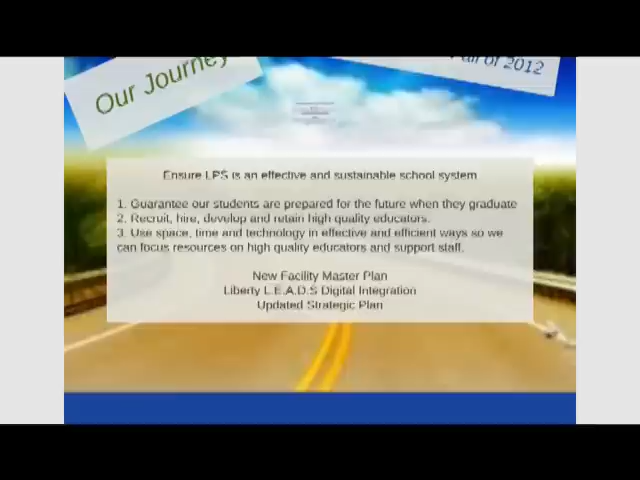 Our Journey
Fall of 2012
Ensure LPS is an effective and sustainable school system
1. Guarantee our students are prepared for the future when they graduate
2. Recruit, hire, develop and retain high quality educators.
3. Use space, time and technology in effective and efficient ways so we
can focus resources on high quality educators and support staff.
New Facility Master Plan
Liberty L.E.A.D.S Digital Integration
Updated Strategic Plan